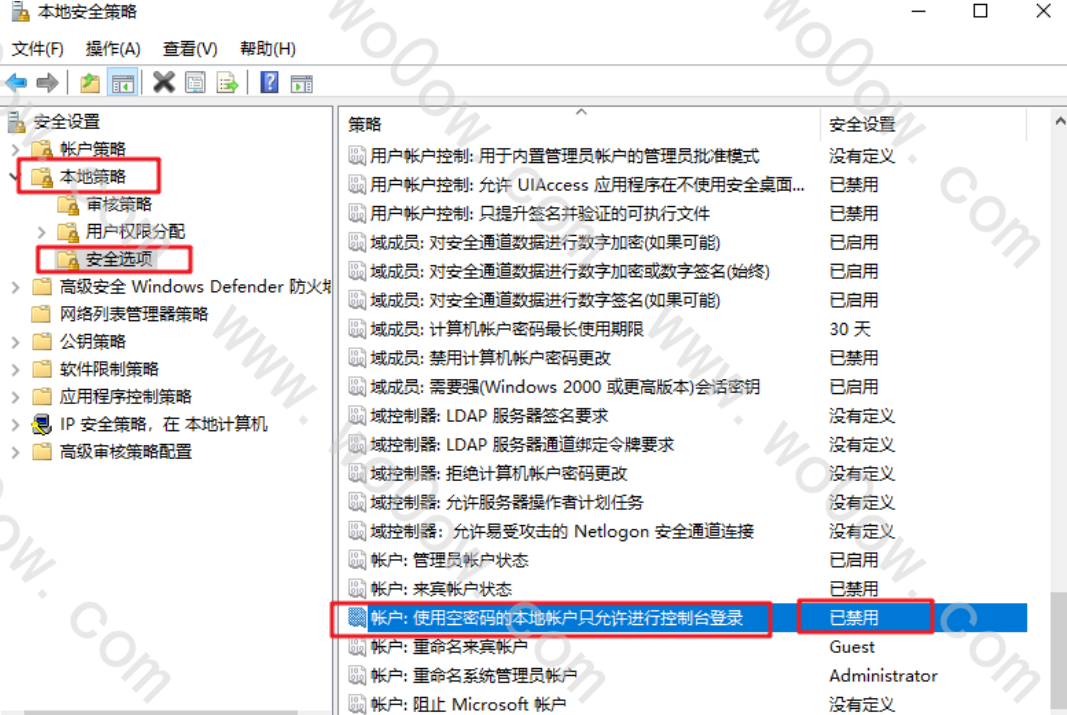 本地安全策略
文件(F) 操作(A) 查看(V) 帮助(H)
安全设置
帐户策略
本地策略
审核策略
用户权限分配
安全选项
高级安全 Windows Defender 防火
网络列表管理器策略
公钥策略
软件限制策略
应用程序控制策略
IP 安全策略，在 本地计算机
高级审核策略配置
策略 安全设置
用户帐户控制: 用于内置管理员帐户的管理员批准模式 没有定义
用户帐户控制: 允许 UIAccess 应用程序在不使用安全桌面... 已禁用
用户帐户控制: 只提升签名并验证的可执行文件 已禁用
域成员: 对安全通道数据进行数字加密(如果可能) 已启用
域成员: 对安全通道数据进行数字加密或数字签名(始终) 已启用
域成员: 对安全通道数据进行数字签名(如果可能) 已启用
域成员: 计算机帐户密码最长使用期限 30 天
域成员: 禁用计算机帐户密码更改 已禁用
域成员: 需要强(Windows 2000 或更高版本)会话密钥 已启用
域控制器: LDAP 服务器签名要求 没有定义
域控制器: LDAP 服务器通道绑定令牌要求 没有定义
域控制器: 拒绝计算机帐户密码更改 没有定义
域控制器: 允许服务器操作者计划任务 没有定义
域控制器: 允许易受攻击的 Netlogon 安全通道连接 没有定义
帐户: 管理员帐户状态 已启用
帐户: 来宾帐户状态 已禁用
帐户: 使用空密码的本地帐户只允许进行控制台登录 已禁用
帐户: 重命名来宾帐户 Guest
帐户: 重命名系统管理员帐户 Administrator
帐户: 阻止 Microsoft 帐户 没有定义
www.wo0ow.com